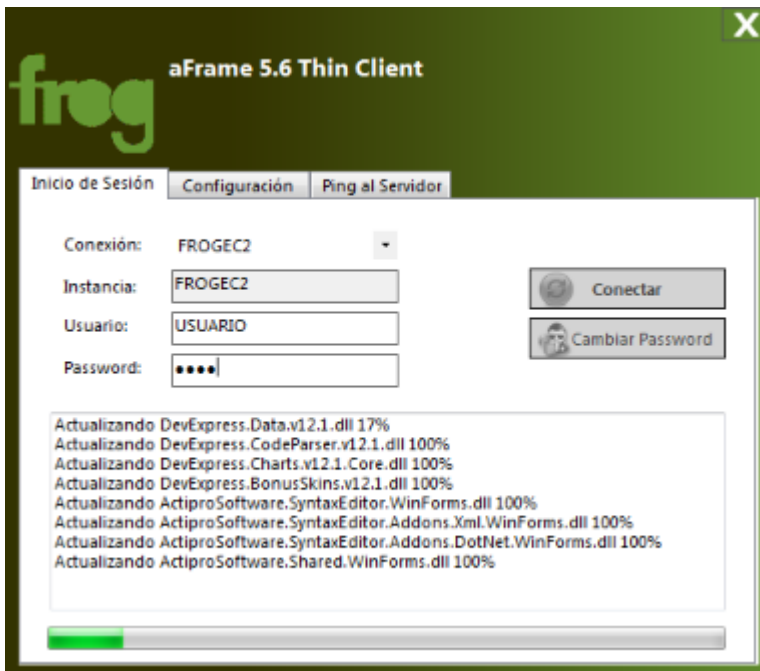 X
frog
aFrame 5.6 Thin Client
Inicio de Sesión
Configuración
Ping al Servidor
Conexión: FROGEC2
Instancia: FROGEC2
Conectar
Usuario: USUARIO
Cambiar Password
Password: ••••
Actualizando DevExpress.Data.v12.1.dll 17%
Actualizando DevExpress.CodeParser.v12.1.dll 100%
Actualizando DevExpress.Charts.v12.1.Core.dll 100%
Actualizando DevExpress.BonusSkins.v12.1.dll 100%
Actualizando ActiproSoftware.SyntaxEditor.WinForms.dll 100%
Actualizando ActiproSoftware.SyntaxEditor.Addons.Xml.WinForms.dll 100%
Actualizando ActiproSoftware.SyntaxEditor.Addons.DotNet.WinForms.dll 100%
Actualizando ActiproSoftware.Shared.WinForms.dll 100%